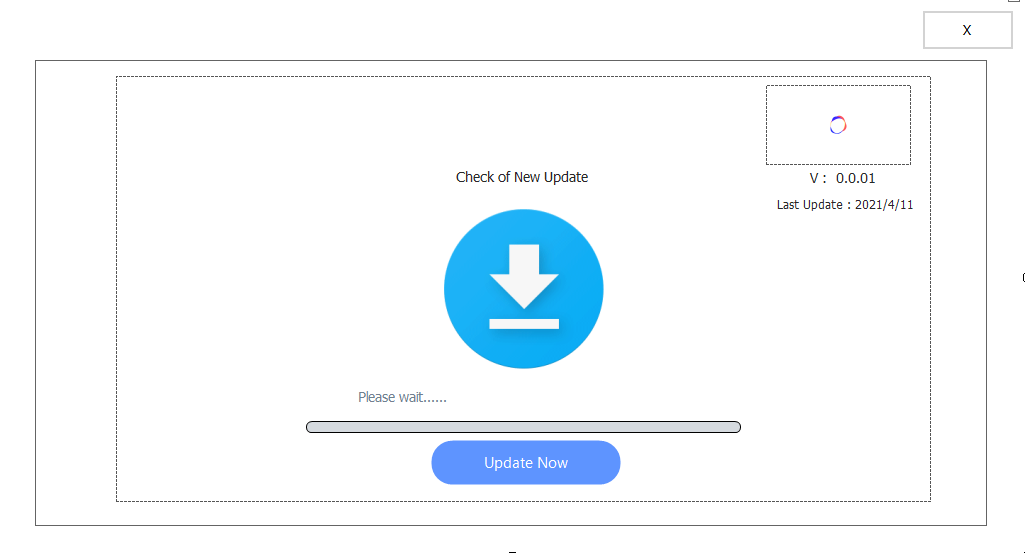 X
V : 0.0.01
Check of New Update
Last Update : 2021/4/11
Please wait......
Update Now